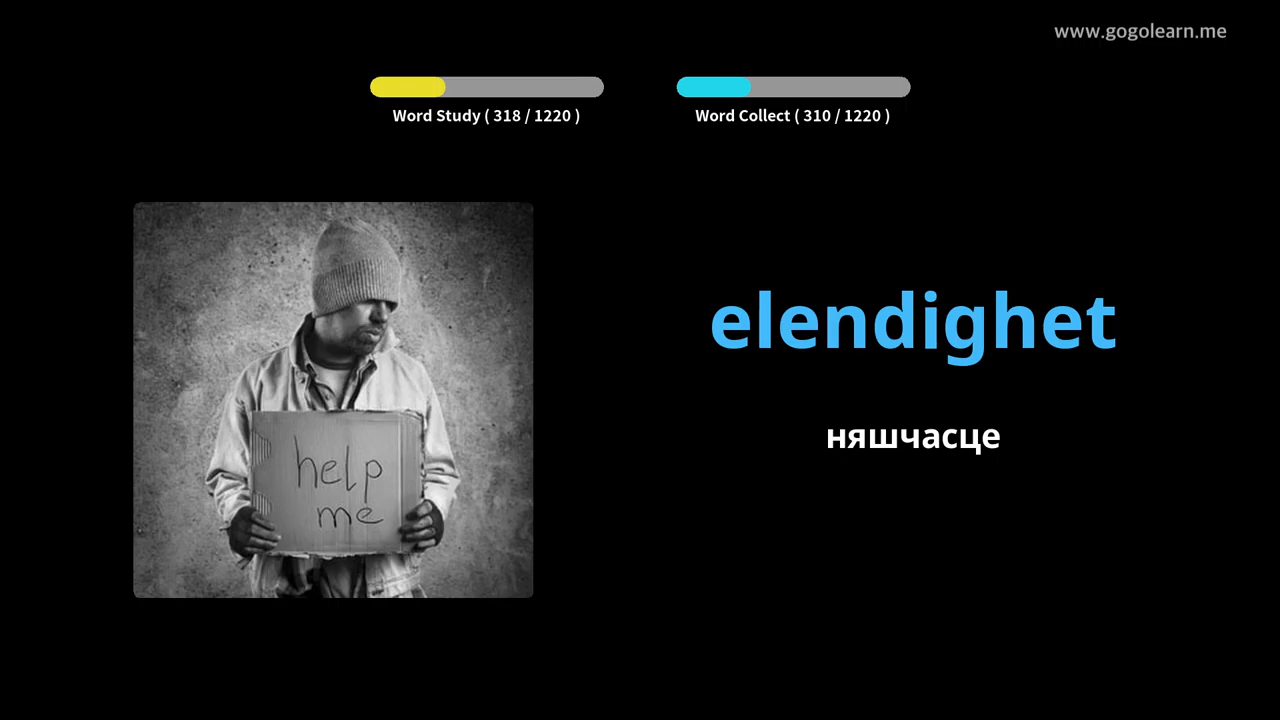 www.gogolearn.me
Word Study ( 318 / 1220 )
Word Collect ( 310 / 1220 )
elendighet
няшчасце
help
me